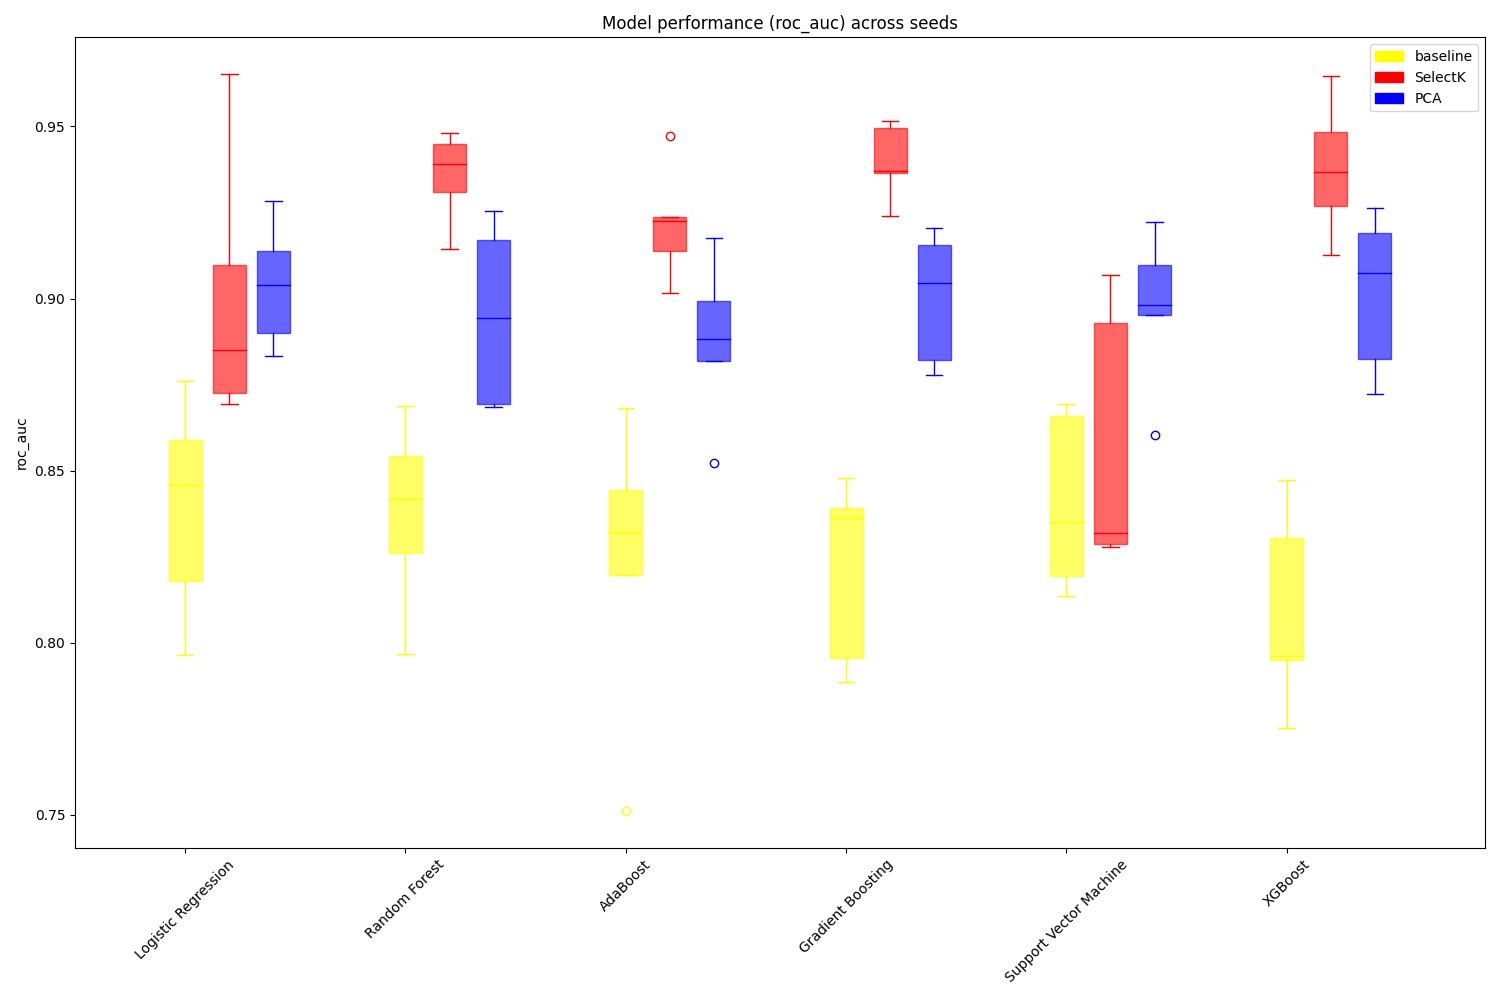 Model performance (roc_auc) across seeds
baseline
SelectK
PCA
roc_auc
0.95
0.90
0.85
0.80
0.75
Logistic Regression
Random Forest
AdaBoost
Gradient Boosting
Support Vector Machine
XGBoost